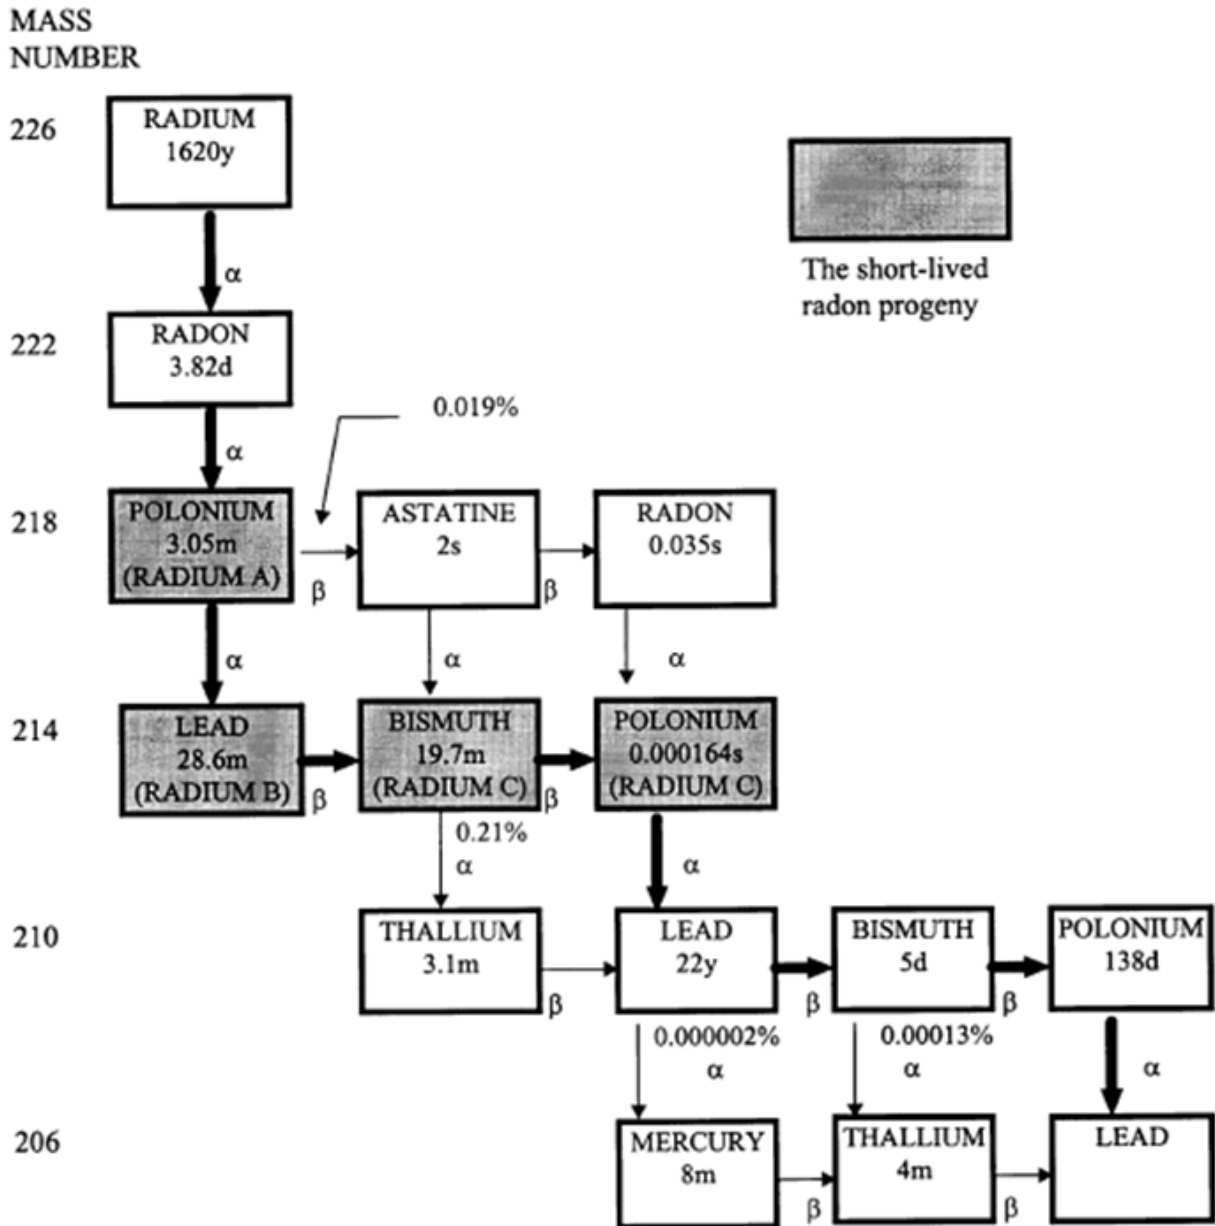 MASS
NUMBER
226
RADIUM
1620y
α
The short-lived
radon progeny
222
RADON
3.82d
α
0.019%
218
POLONIUM
3.05m
(RADIUM A)
β
ASTATINE
2s
β
RADON
0.035s
α
α
α
214
LEAD
28.6m
(RADIUM B)
β
BISMUTH
19.7m
(RADIUM C)
β
POLONIUM
0.000164s
(RADIUM C)
0.21%
α
α
210
THALLIUM
3.1m
β
LEAD
22y
β
BISMUTH
5d
β
POLONIUM
138d
0.000002%
α
0.00013%
α
α
206
MERCURY
8m
β
THALLIUM
4m
β
LEAD